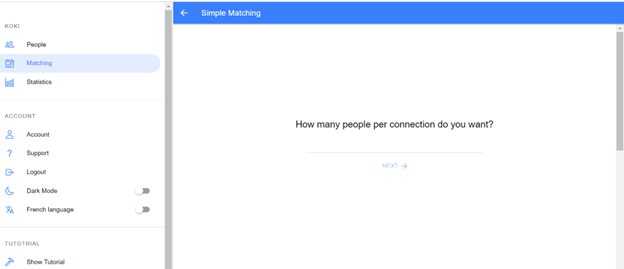 KOKI
People
Matching
Statistics
ACCOUNT
Account
Support
Logout
Dark Mode
French language
TUTOTRIAL
Show Tutorial
Simple Matching
How many people per connection do you want?
NEXT